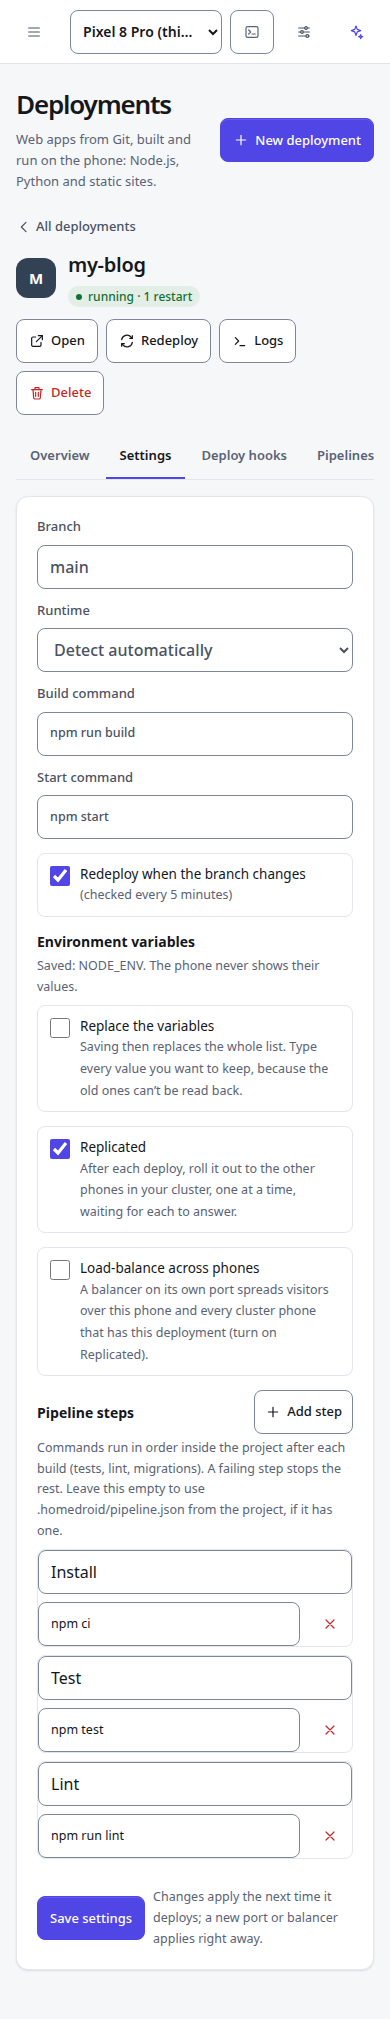 Pixel 8 Pro (thi...
Deployments
Web apps from Git, built and
run on the phone: Node.js,
Python and static sites.
New deployment
All deployments
M
my-blog
running · 1 restart
Open
Redeploy
Logs
Delete
Overview
Settings
Deploy hooks
Pipelines
Branch
main
Runtime
Detect automatically
Build command
npm run build
Start command
npm start
Redeploy when the branch changes
(checked every 5 minutes)
Environment variables
Saved: NODE_ENV. The phone never shows their
values.
Replace the variables
Saving then replaces the whole list. Type
every value you want to keep, because the
old ones can’t be read back.
Replicated
After each deploy, roll it out to the other
phones in your cluster, one at a time,
waiting for each to answer.
Load-balance across phones
A balancer on its own port spreads visitors
over this phone and every cluster phone
that has this deployment (turn on
Replicated).
Pipeline steps
Add step
Commands run in order inside the project after each
build (tests, lint, migrations). A failing step stops the
rest. Leave this empty to use
.homedroid/pipeline.json from the project, if it has
one.
Install
npm ci
Test
npm test
Lint
npm run lint
Save settings
Changes apply the next time it
deploys; a new port or balancer
applies right away.